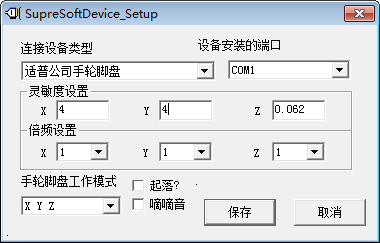 SupreSoftDevice_Setup
连接设备类型 设备安装的端口
适普公司手轮脚盘 COM1
灵敏度设置
X 4 Y 4 Z 0.062
倍频设置
X 1 Y 1 Z 1
手轮脚盘工作模式 起落?
X Y Z 嘀嘀音 保存 取消